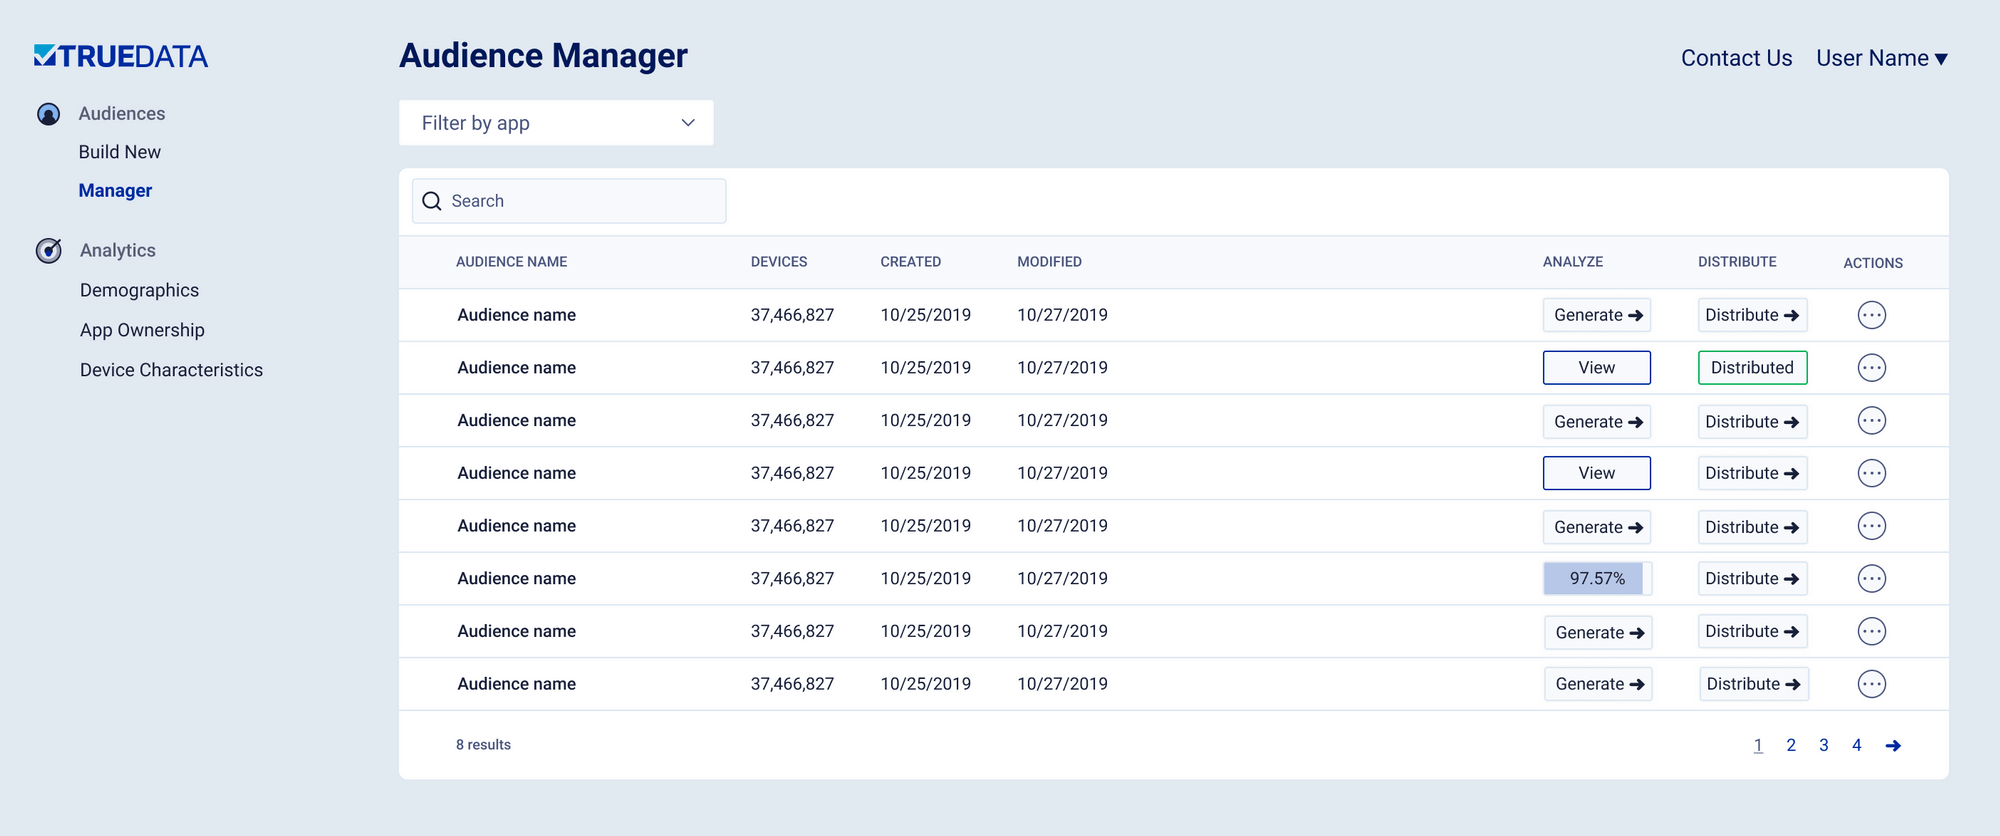 TRUEDATA
Audiences
Build New
Manager
Analytics
Demographics
App Ownership
Device Characteristics
Audience Manager
Contact Us User Name
Filter by app
Search
AUDIENCE NAME DEVICES CREATED MODIFIED ANALYZE DISTRIBUTE ACTIONS
Audience name 37,466,827 10/25/2019 10/27/2019 Generate Distribute
Audience name 37,466,827 10/25/2019 10/27/2019 View Distributed
Audience name 37,466,827 10/25/2019 10/27/2019 Generate Distribute
Audience name 37,466,827 10/25/2019 10/27/2019 View Distribute
Audience name 37,466,827 10/25/2019 10/27/2019 Generate Distribute
Audience name 37,466,827 10/25/2019 10/27/2019 97.57% Distribute
Audience name 37,466,827 10/25/2019 10/27/2019 Generate Distribute
Audience name 37,466,827 10/25/2019 10/27/2019 Generate Distribute
8 results 1 2 3 4